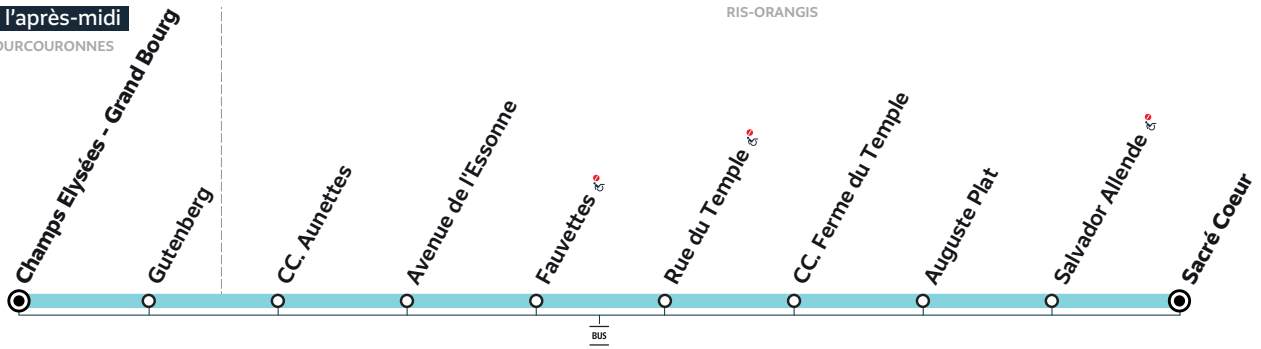 l'après-midi
OURCOURONNES
RIS-ORANGIS
Champs Elysées - Grand Bourg
Gutenberg
CC. Aunettes
Avenue de l'Essonne
Fauvettes
Rue du Temple
CC. Ferme du Temple
Auguste Plat
Salvador Allende
Sacré Coeur
BUS